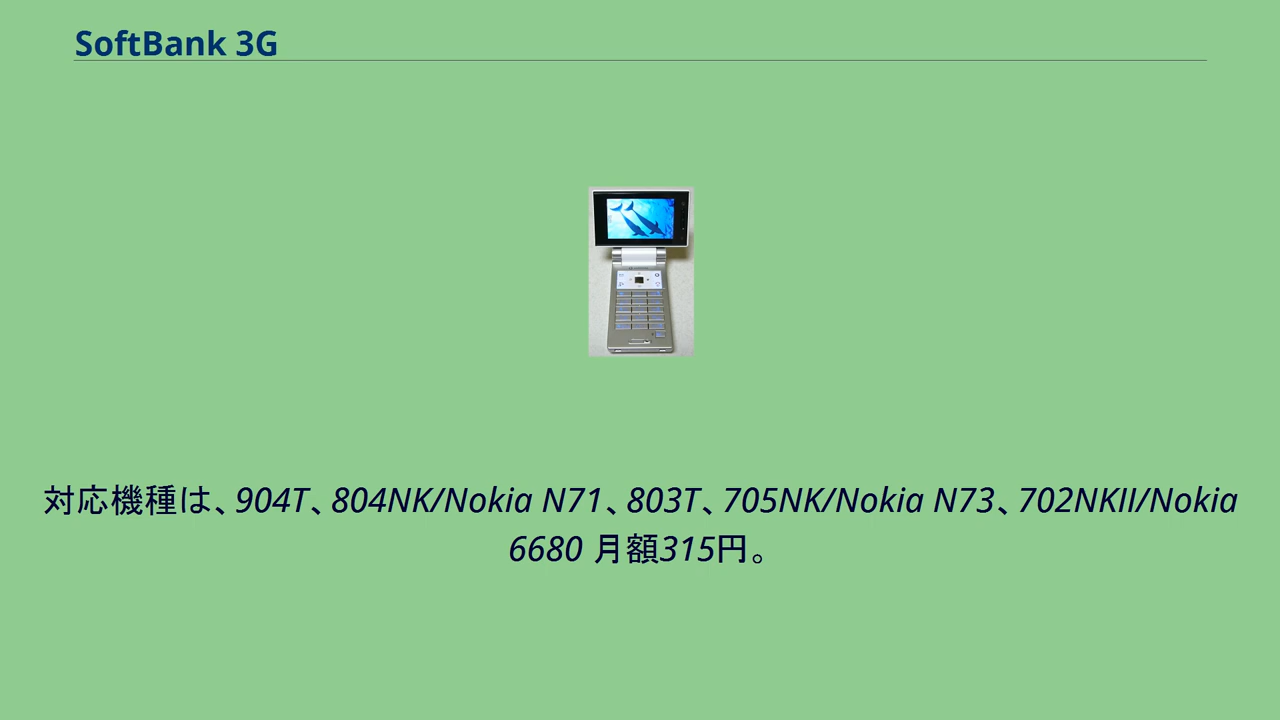 SoftBank 3G
対応機種は、904T、804NK/Nokia N71、803T、705NK/Nokia N73、702NKII/Nokia
6680 月額315円。